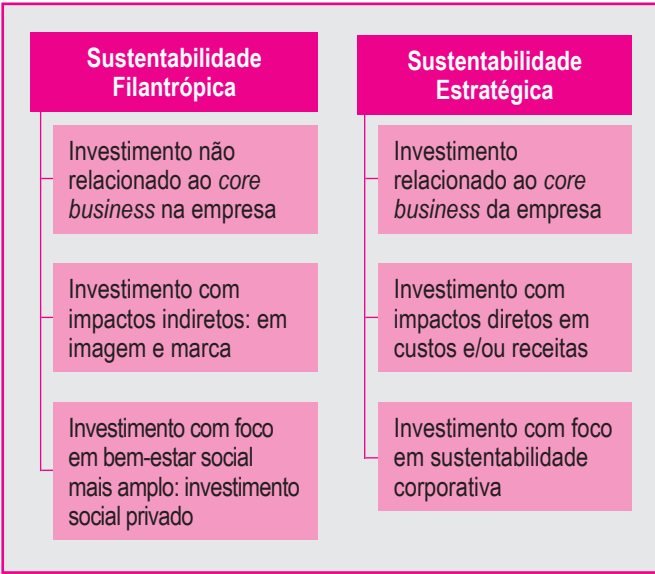 Sustentabilidade
Filantrópica
Investimento não
relacionado ao core
business na empresa
Investimento com
impactos indiretos: em
imagem e marca
Investimento com foco
em bem-estar social
mais amplo: investimento
social privado
Sustentabilidade
Estratégica
Investimento
relacionado ao core
business da empresa
Investimento com
impactos diretos em
custos e/ou receitas
Investimento com foco
em sustentabilidade
corporativa